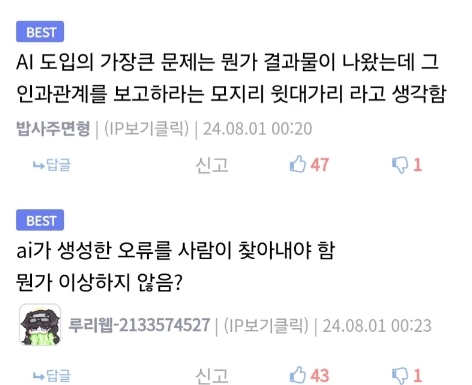 BEST
AI 도입의 가장큰 문제는 뭔가 결과물이 나왔는데 그
인과관계를 보고하라는 모지리 윗대가리 라고 생각함
밥사주면형 | (IP보기클릭) | 24.08.01 00:20
답글 신고 47 1
BEST
ai가 생성한 오류를 사람이 찾아내야 함
뭔가 이상하지 않음?
루리웹-2133574527 | (IP보기클릭) | 24.08.01 00:23
답글 신고 43 1